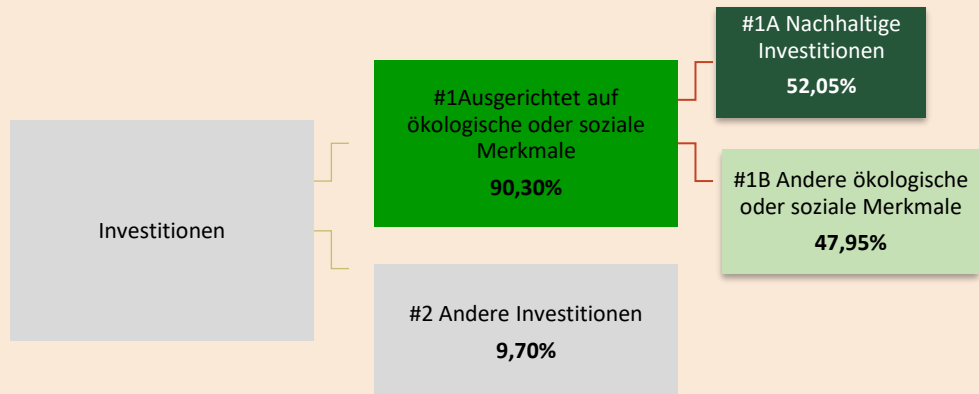 Investitionen
#1Ausgerichtet auf
ökologische oder soziale
Merkmale
90,30%
#2 Andere Investitionen
9,70%
#1A Nachhaltige
Investitionen
52,05%
#1B Andere ökologische
oder soziale Merkmale
47,95%